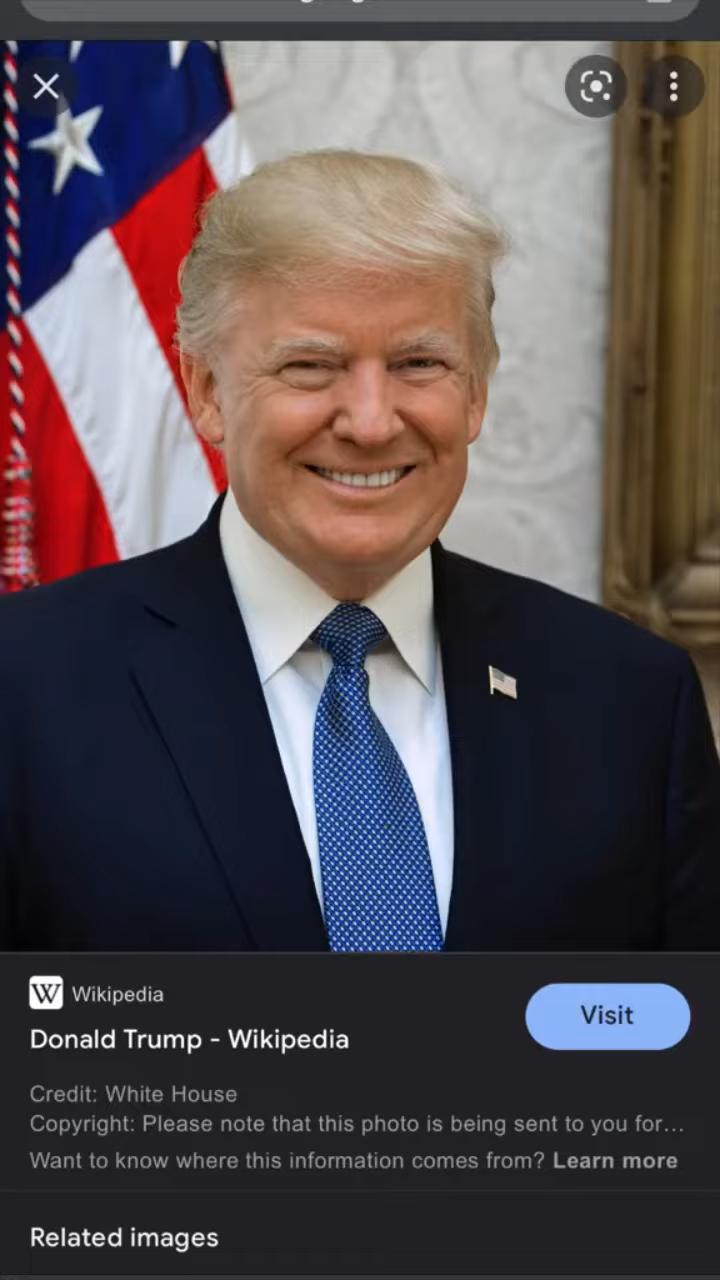 Wikipedia
Visit
Donald Trump - Wikipedia
Credit: White House
Copyright: Please note that this photo is being sent to you for...
Want to know where this information comes from? Learn more
Related images